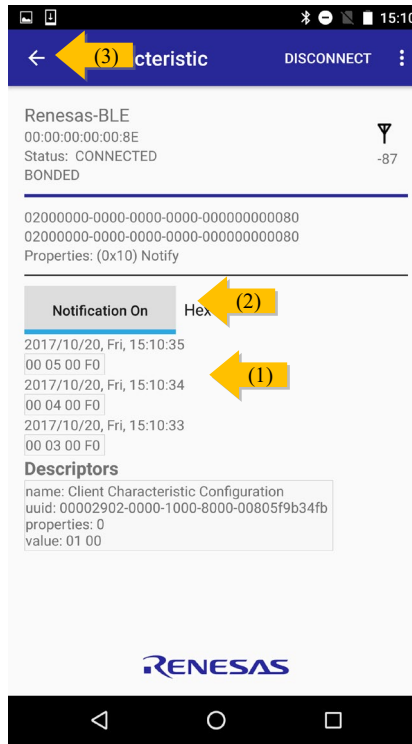 15:10
(3)
cteristic
DISCONNECT
Renesas-BLE
00:00:00:00:00:8E
Status: CONNECTED
BONDED
-87
02000000-0000-0000-0000-000000000080
02000000-0000-0000-0000-000000000080
Properties: (0x10) Notify
Notification On
Hex
(2)
2017/10/20, Fri, 15:10:35
00 05 00 F0
(1)
2017/10/20, Fri, 15:10:34
00 04 00 F0
2017/10/20, Fri, 15:10:33
00 03 00 F0
Descriptors
name: Client Characteristic Configuration
uuid: 00002902-0000-1000-8000-00805f9b34fb
properties: 0
value: 01 00
RENESAS